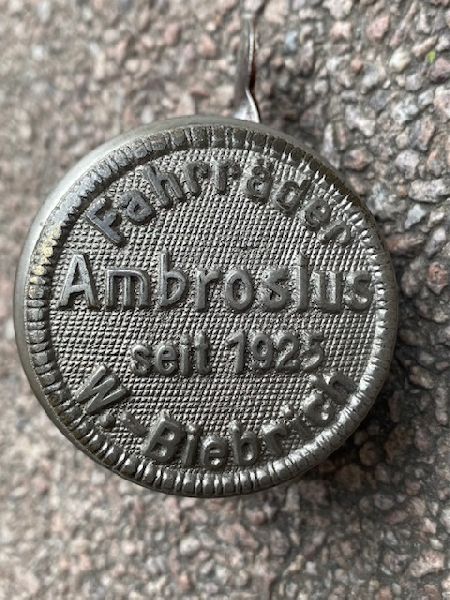 Fahrräder
Ambrosius
seit 1925
W.-Biebrich